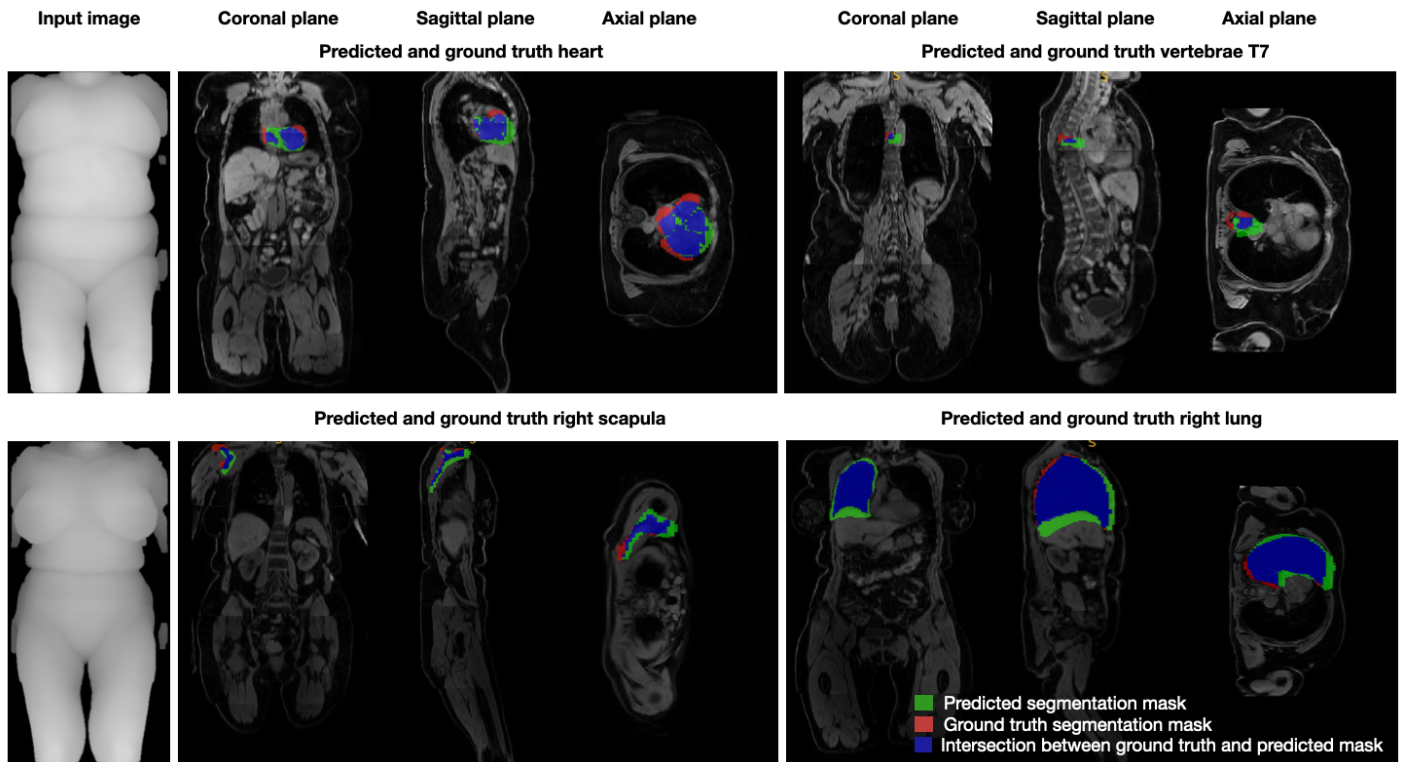 Input image Coronal plane Sagittal plane Axial plane Coronal plane Sagittal plane Axial plane
Predicted and ground truth heart Predicted and ground truth vertebrae T7
S S
Predicted and ground truth right scapula Predicted and ground truth right lung
S
Predicted segmentation mask
Ground truth segmentation mask
Intersection between ground truth and predicted mask